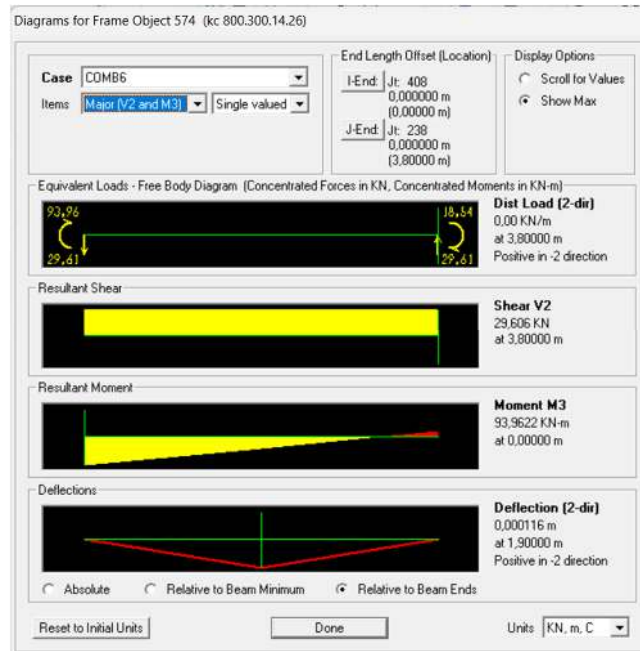 Diagrams for Frame Object 574 (kc 800.300.14.26)
Case COMB6
Items Major (V2 and M3) Single valued
End Length Offset (Location)
I-End: Jt: 408
0,000000 m
(0,00000 m)
J-End: Jt: 238
0,000000 m
(3,80000 m)
Display Options
Scroll for Values
Show Max
Equivalent Loads - Free Body Diagram (Concentrated Forces in KN, Concentrated Moments in KN-m)
93,96
18,54
29,61
29,61
Dist Load (2-dir)
0,00 KN/m
at 3,80000 m
Positive in -2 direction
Resultant Shear
Shear V2
29,606 KN
at 3,80000 m
Resultant Moment
Moment M3
93,9622 KN-m
at 0,00000 m
Deflections
Deflection (2-dir)
0,000116 m
at 1,90000 m
Positive in -2 direction
Absolute Relative to Beam Minimum Relative to Beam Ends
Reset to Initial Units Done Units KN, m, C